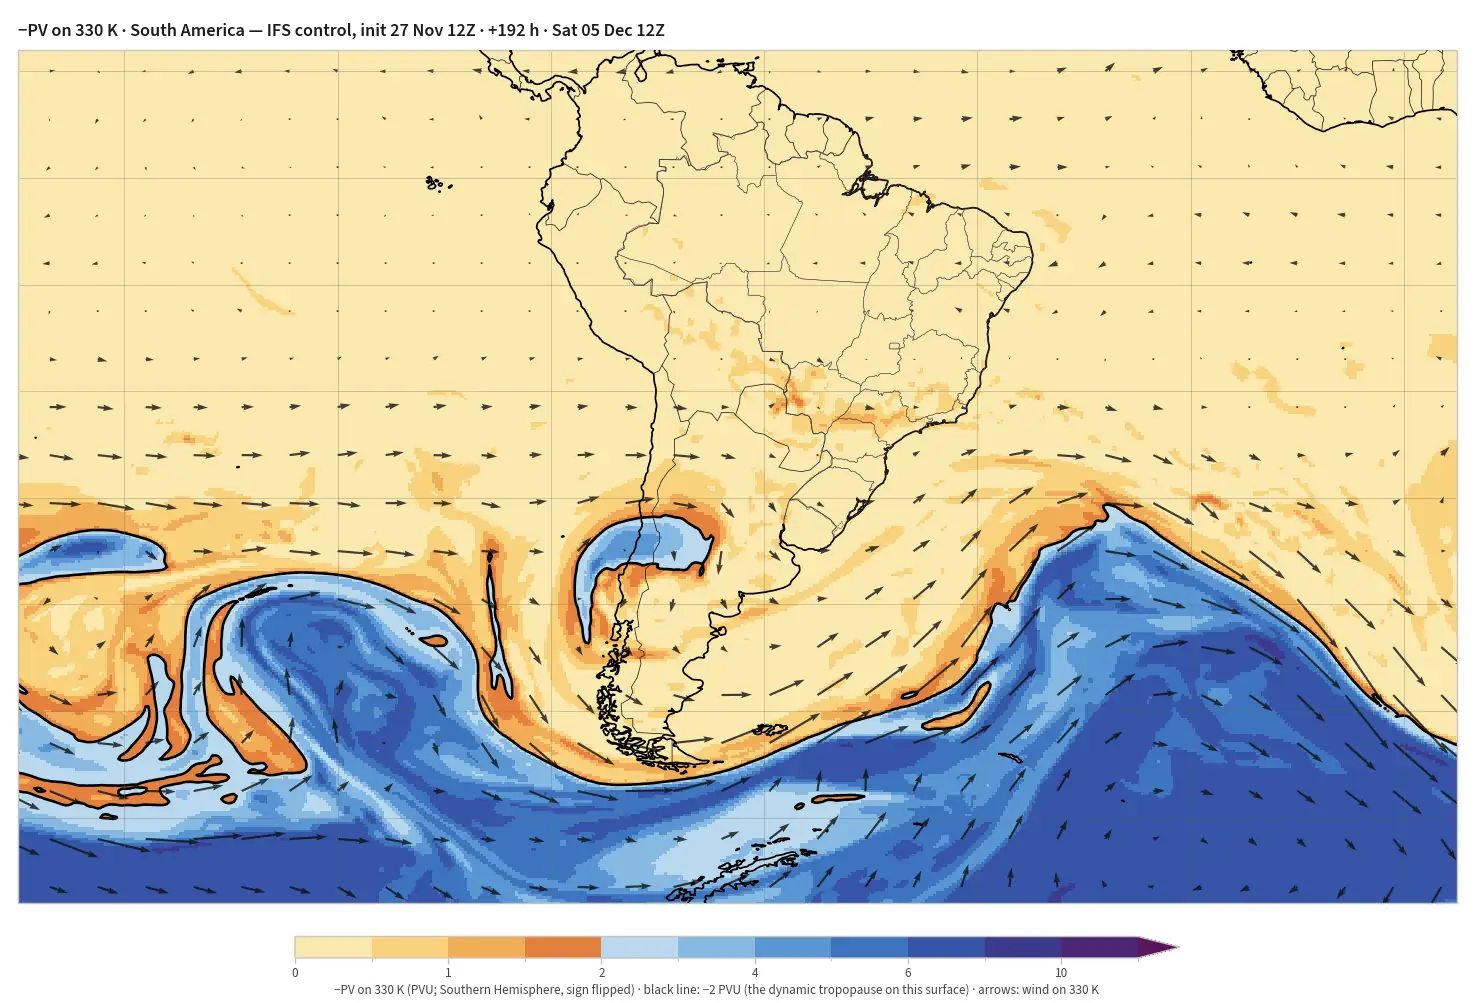 −PV on 330 K · South America — IFS control, init 27 Nov 12Z · +192 h · Sat 05 Dec 12Z
0 1 2 4 6 10
−PV on 330 K (PVU; Southern Hemisphere, sign flipped) · black line: −2 PVU (the dynamic tropopause on this surface) · arrows: wind on 330 K